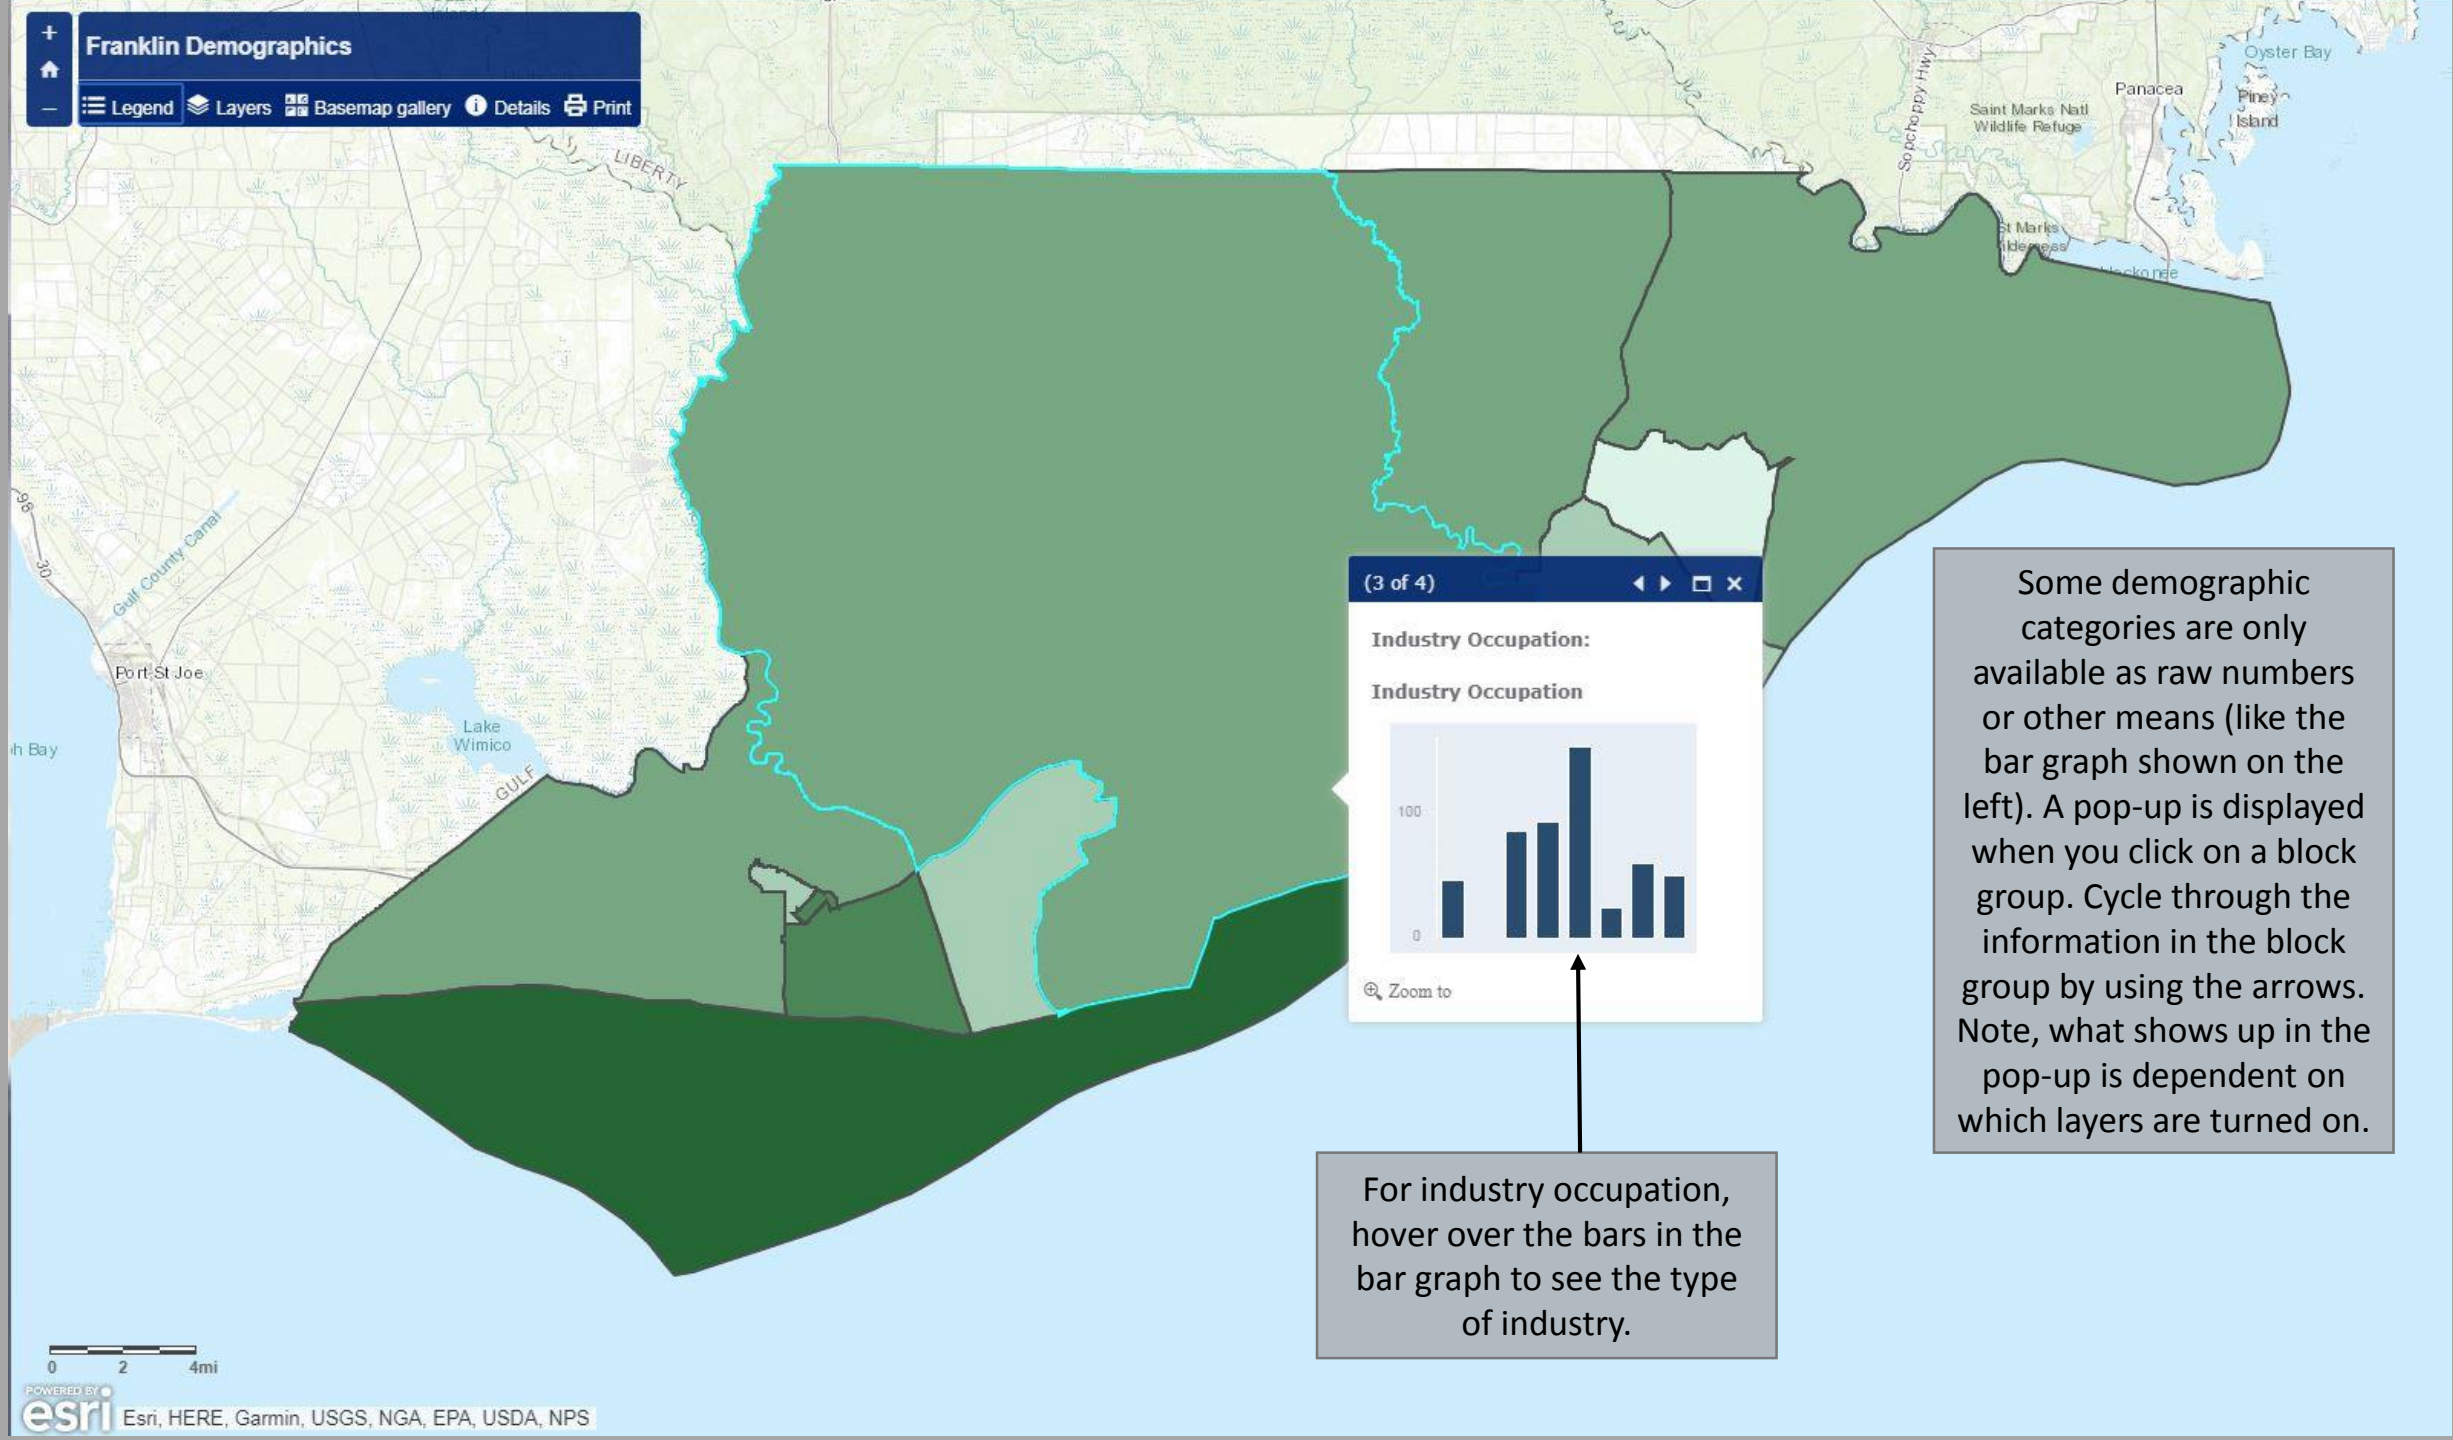 Franklin Demographics
Legend Layers Basemap gallery Details Print
LIBERTY
Sopchoppy Hwy
Saint Marks Natl
Wildlife Refuge
Panacea
Oyster Bay
Piney
Island
St Marks
98
30
Gulf County Canal
Port St Joe
Lake
Wimico
GULF
h Bay
(3 of 4)
Industry Occupation:
Industry Occupation
100
0
Zoom to
Some demographic
categories are only
available as raw numbers
or other means (like the
bar graph shown on the
left). A pop-up is displayed
when you click on a block
group. Cycle through the
information in the block
group by using the arrows.
Note, what shows up in the
pop-up is dependent on
which layers are turned on.
For industry occupation,
hover over the bars in the
bar graph to see the type
of industry.
0 2 4mi
POWERED BY
esri
Esri, HERE, Garmin, USGS, NGA, EPA, USDA, NPS